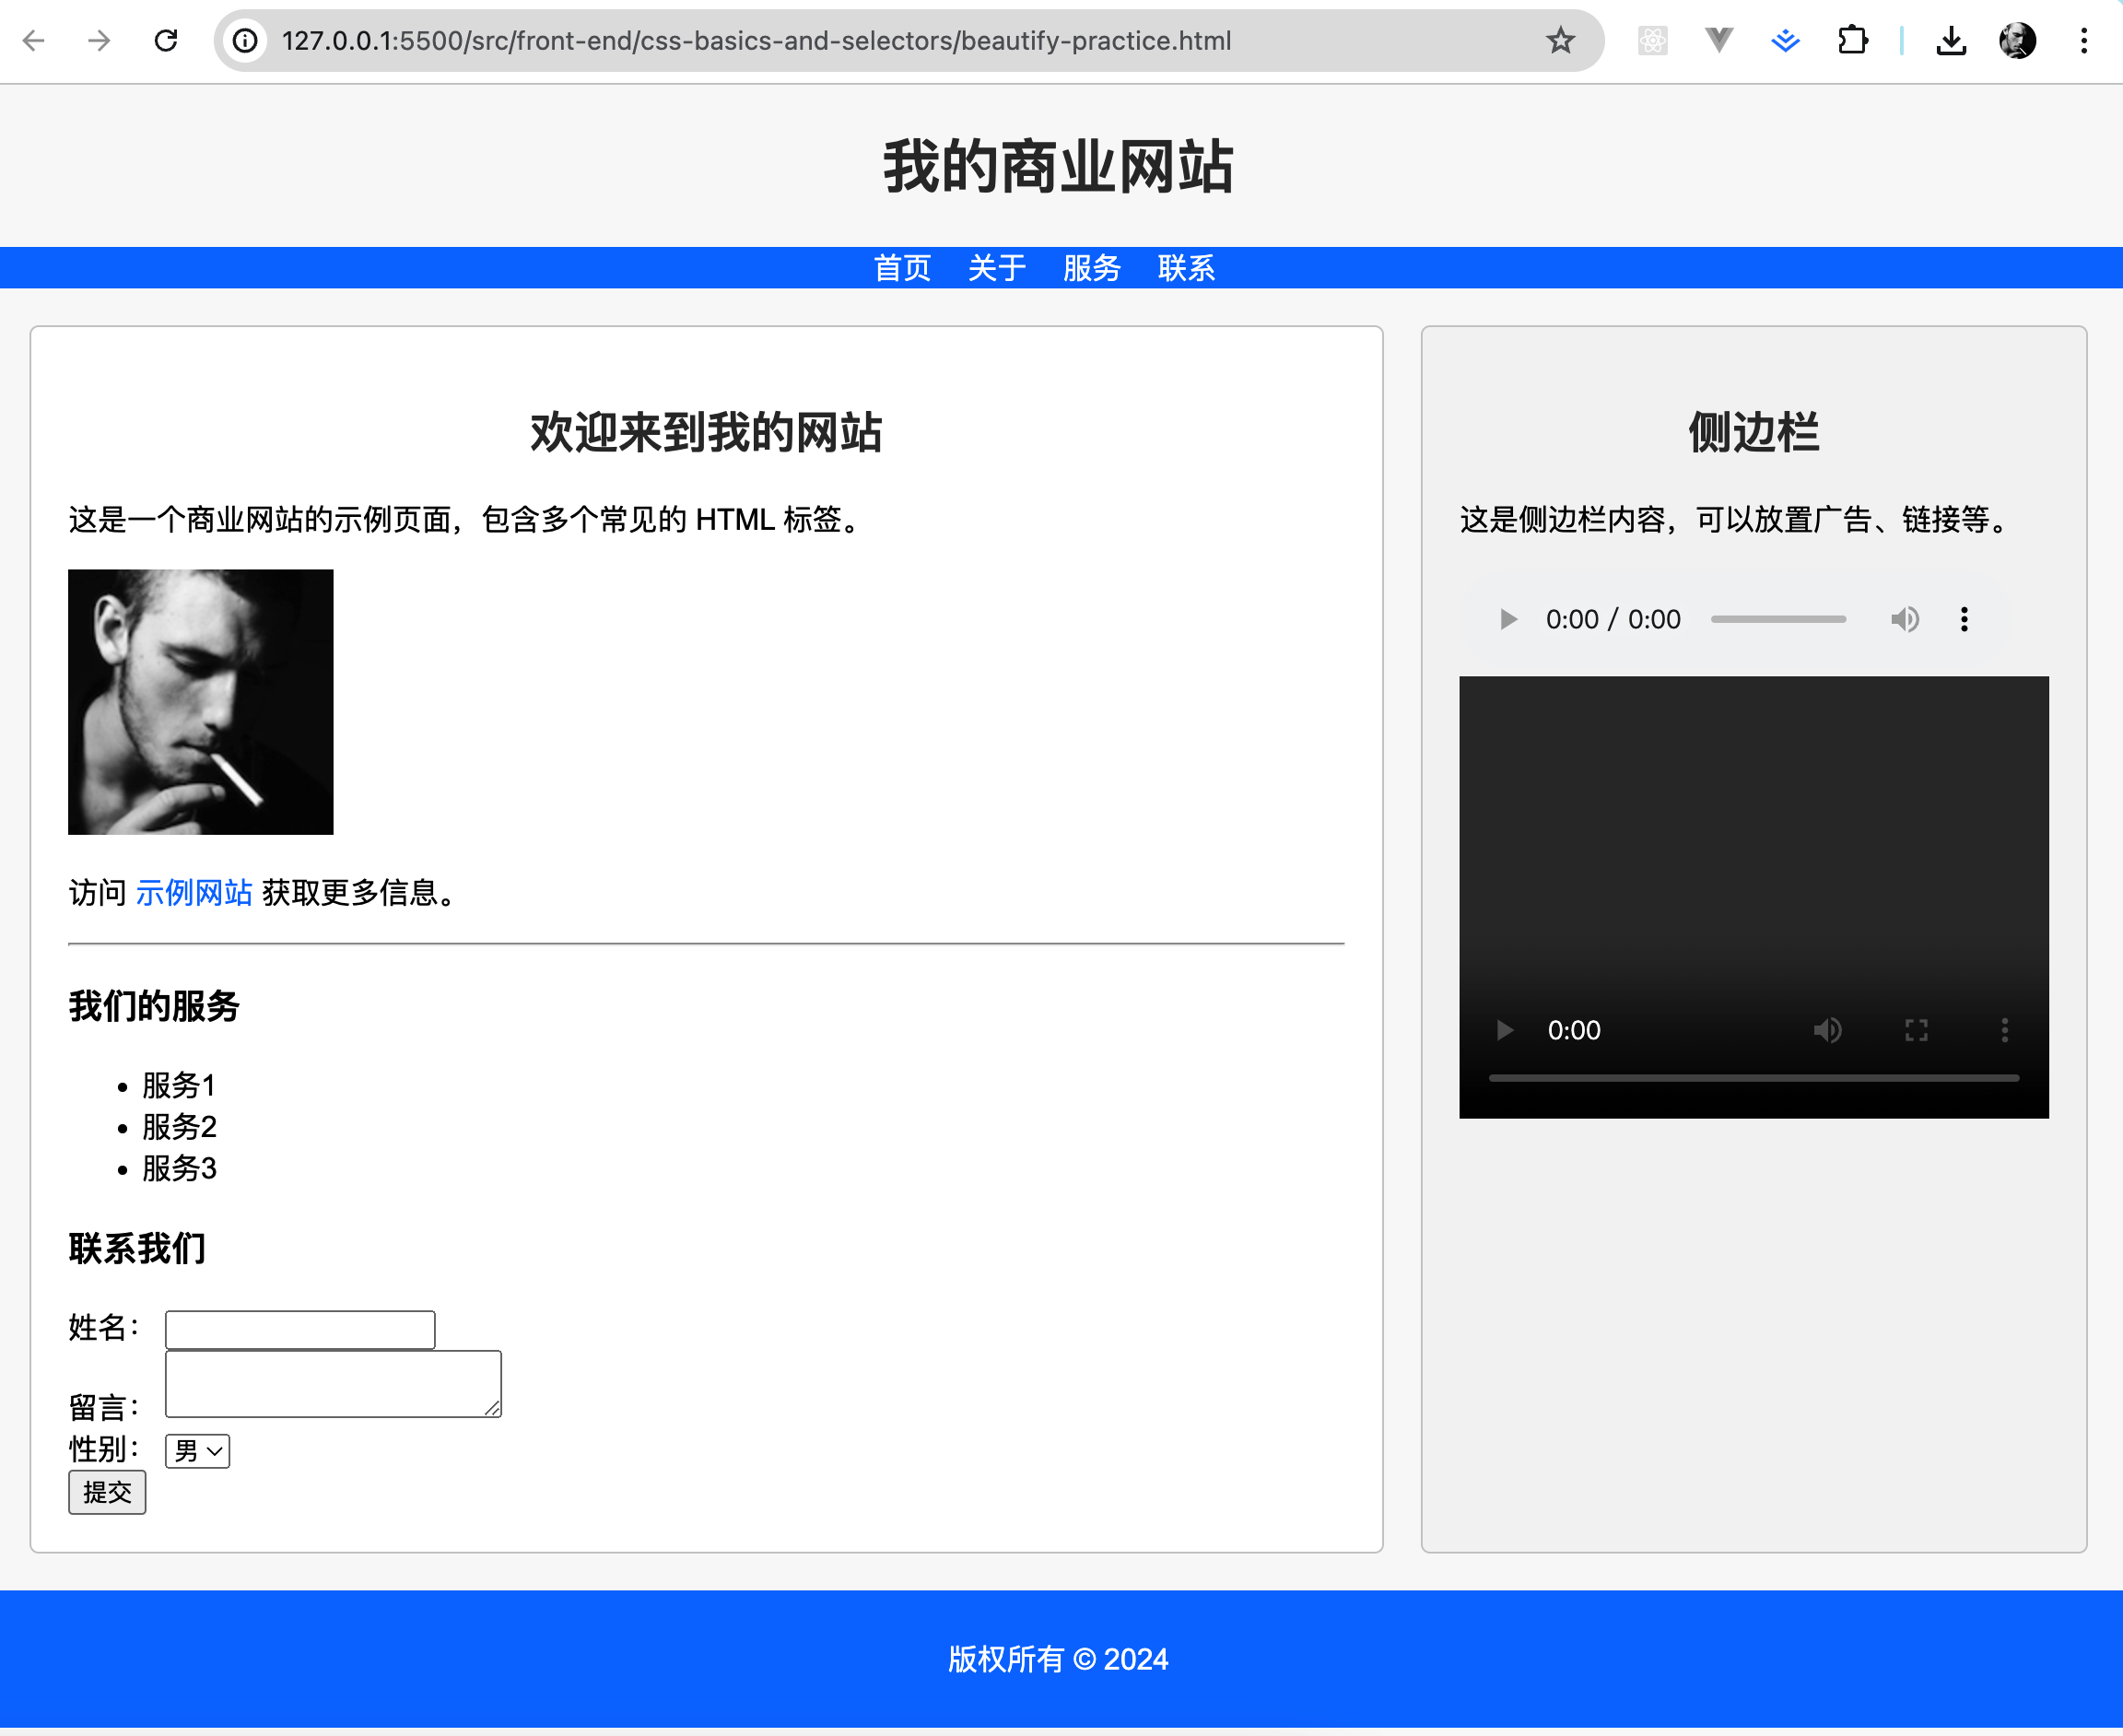 127.0.0.1:5500/src/front-end/css-basics-and-selectors/beautify-practice.html
我的商业网站
首页 关于 服务 联系
欢迎来到我的网站
这是一个商业网站的示例页面，包含多个常见的 HTML 标签。
访问 示例网站 获取更多信息。
我们的服务
服务1
服务2
服务3
联系我们
姓名：
留言：
性别： 男
提交
侧边栏
这是侧边栏内容，可以放置广告、链接等。
0:00 / 0:00
0:00
版权所有 © 2024